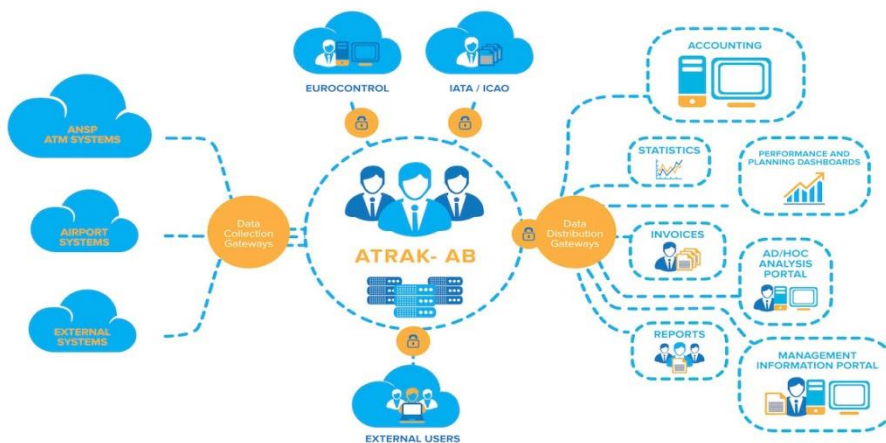 EUROCONTROL
IATA / ICAO
ANSP
ATM SYSTEMS
AIRPORT
SYSTEMS
EXTERNAL
SYSTEMS
Data
Collection
Gateways
ATRAK- AB
EXTERNAL USERS
Data
Distribution
Gateways
ACCOUNTING
STATISTICS
PERFORMANCE AND
PLANNING DASHBOARDS
INVOICES
AD/HOC
ANALYSIS
PORTAL
REPORTS
MANAGEMENT
INFORMATION PORTAL